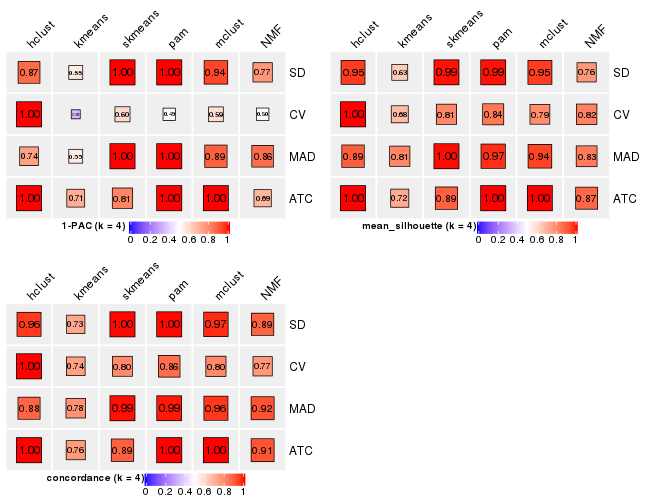 hclust kmeans skmeans pam mclust NMF
0.87 0.55 1.00 1.00 0.94 0.77 SD
1.00 0.60 0.49 0.59 0.50 CV
0.74 0.55 1.00 1.00 0.89 0.86 MAD
1.00 0.71 0.81 1.00 1.00 0.69 ATC
1-PAC (k = 4)
0 0.2 0.4 0.6 0.8 1
hclust kmeans skmeans pam mclust NMF
0.95 0.63 0.99 0.99 0.95 0.76 SD
1.00 0.68 0.81 0.84 0.79 0.82 CV
0.89 0.81 1.00 0.97 0.94 0.83 MAD
1.00 0.72 0.89 1.00 1.00 0.87 ATC
mean_silhouette (k = 4)
0 0.2 0.4 0.6 0.8 1
hclust kmeans skmeans pam mclust NMF
0.96 0.73 1.00 1.00 0.97 0.89 SD
1.00 0.74 0.80 0.86 0.80 0.77 CV
0.88 0.78 0.99 0.99 0.96 0.92 MAD
1.00 0.76 0.89 1.00 1.00 0.91 ATC
concordance (k = 4)
0 0.2 0.4 0.6 0.8 1